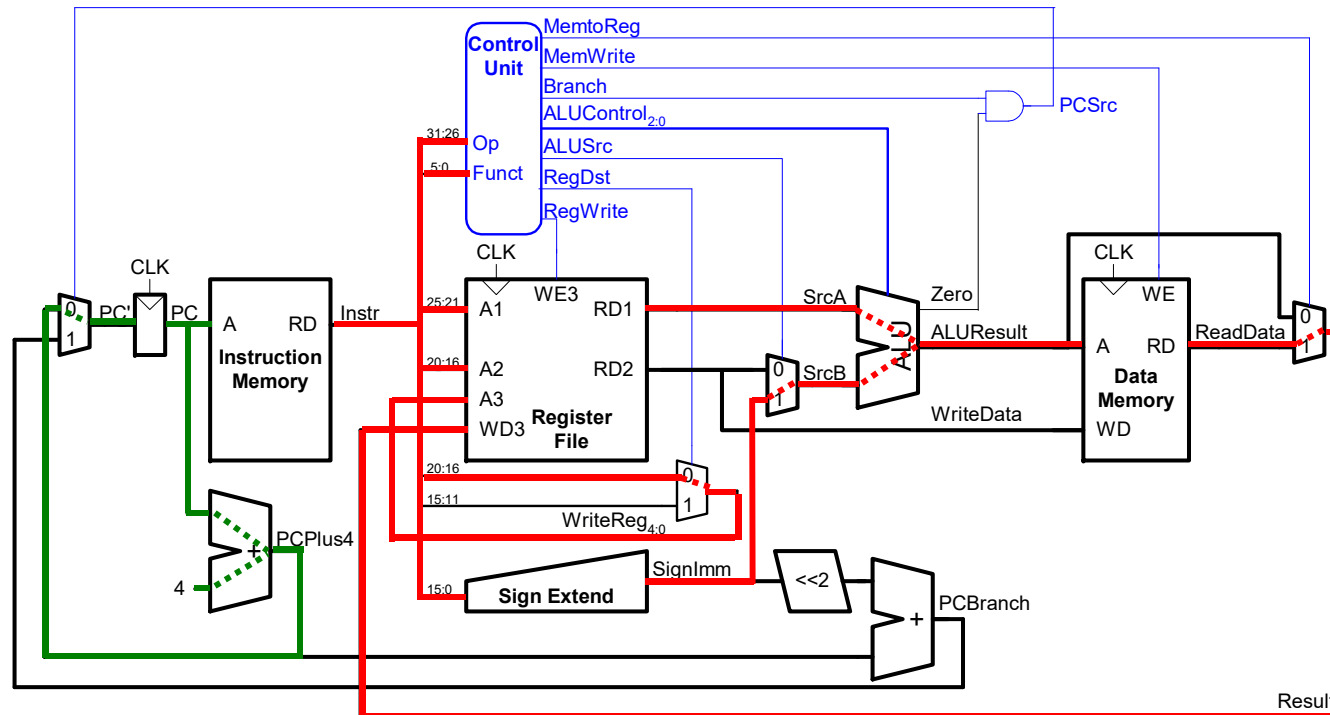 MemtoReg
Control
Unit
MemWrite
Branch
PCSrc
ALUControl2:0
31:26
Op
ALUSrc
5:0
Funct
RegDst
RegWrite
CLK
CLK
CLK
25:21
A1
WE3
RD1
SrcA
Zero
WE
0
PC'
PC
A
RD
Instr
ALU
0
1
Instruction
Memory
ALUResult
A
RD
ReadData
1
20:16
A2
RD2
0
SrcB
1
Data
Memory
A3
Register
File
WriteData
WD3
WD
20:16
0
15:11
1
WriteReg4:0
+
PCPlus4
4
SignImm
<<2
15:0
Sign Extend
PCBranch
+
Result